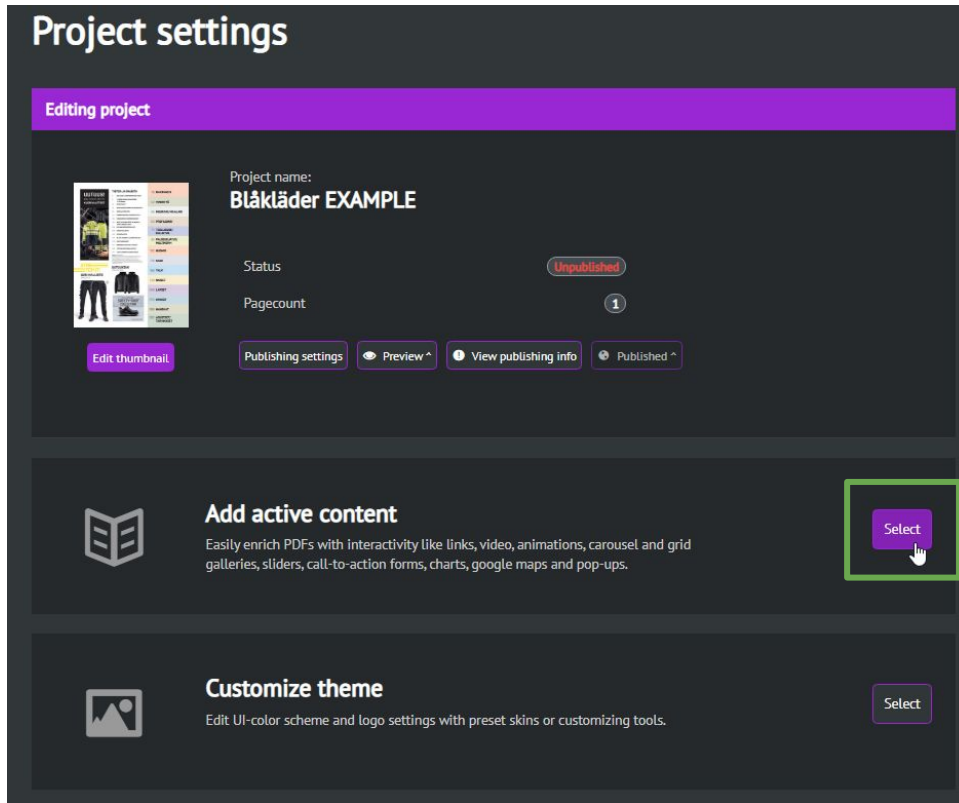 Project settings
Editing project
UUTUUDET
Project name:
Blåkläder EXAMPLE
Status
Unpublished
Pagecount
1
Edit thumbnail
Publishing settings
Preview ^
View publishing info
Published ^
Add active content
Select
Easily enrich PDFs with interactivity like links, video, animations, carousel and grid
galleries, sliders, call-to-action forms, charts, google maps and pop-ups.
Customize theme
Select
Edit UI-color scheme and logo settings with preset skins or customizing tools.